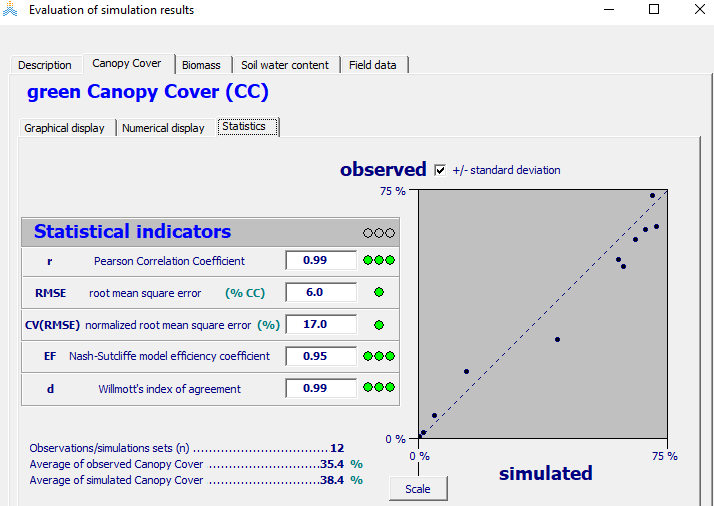 Evaluation of simulation results
Description Canopy Cover Biomass Soil water content Field data
green Canopy Cover (CC)
Graphical display Numerical display Statistics
observed +/- standard deviation
75 %
Statistical indicators
r Pearson Correlation Coefficient 0.99
RMSE root mean square error (% CC) 6.0
CV(RMSE) normalized root mean square error (%) 17.0
EF Nash-Sutcliffe model efficiency coefficient 0.95
d Willmott's index of agreement 0.99
0 %
0 % 75 %
simulated
Observations/simulations sets (n) ................................... 12
Average of observed Canopy Cover ............................ 35.4 %
Average of simulated Canopy Cover ............................ 38.4 %
Scale